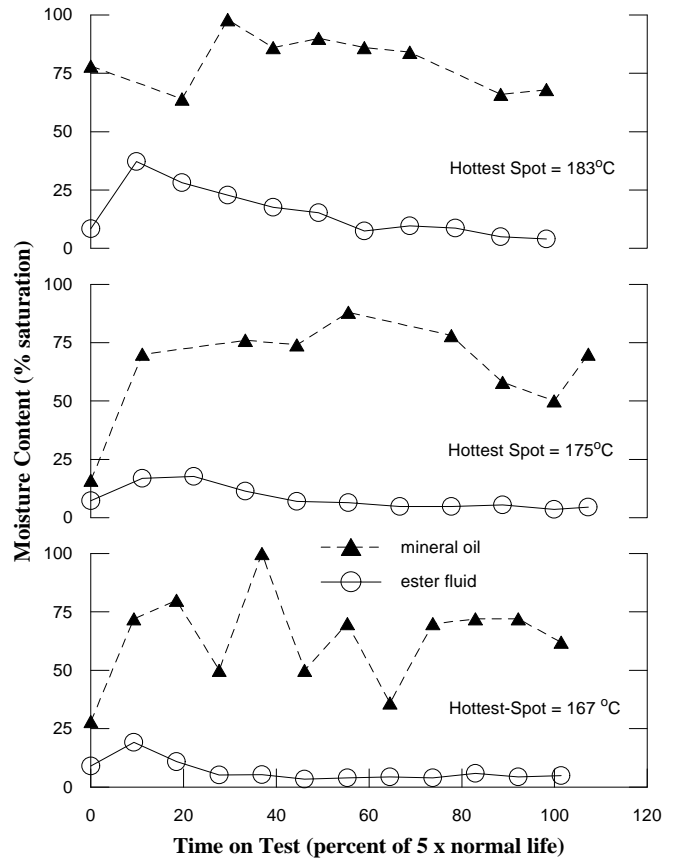 100
75
50
25
0
Hottest Spot = 183°C
100
75
50
25
0
Hottest Spot = 175°C
Moisture Content (% saturation)
mineral oil
ester fluid
100
75
50
25
0
Hottest-Spot = 167 °C
0 20 40 60 80 100 120
Time on Test (percent of 5 x normal life)